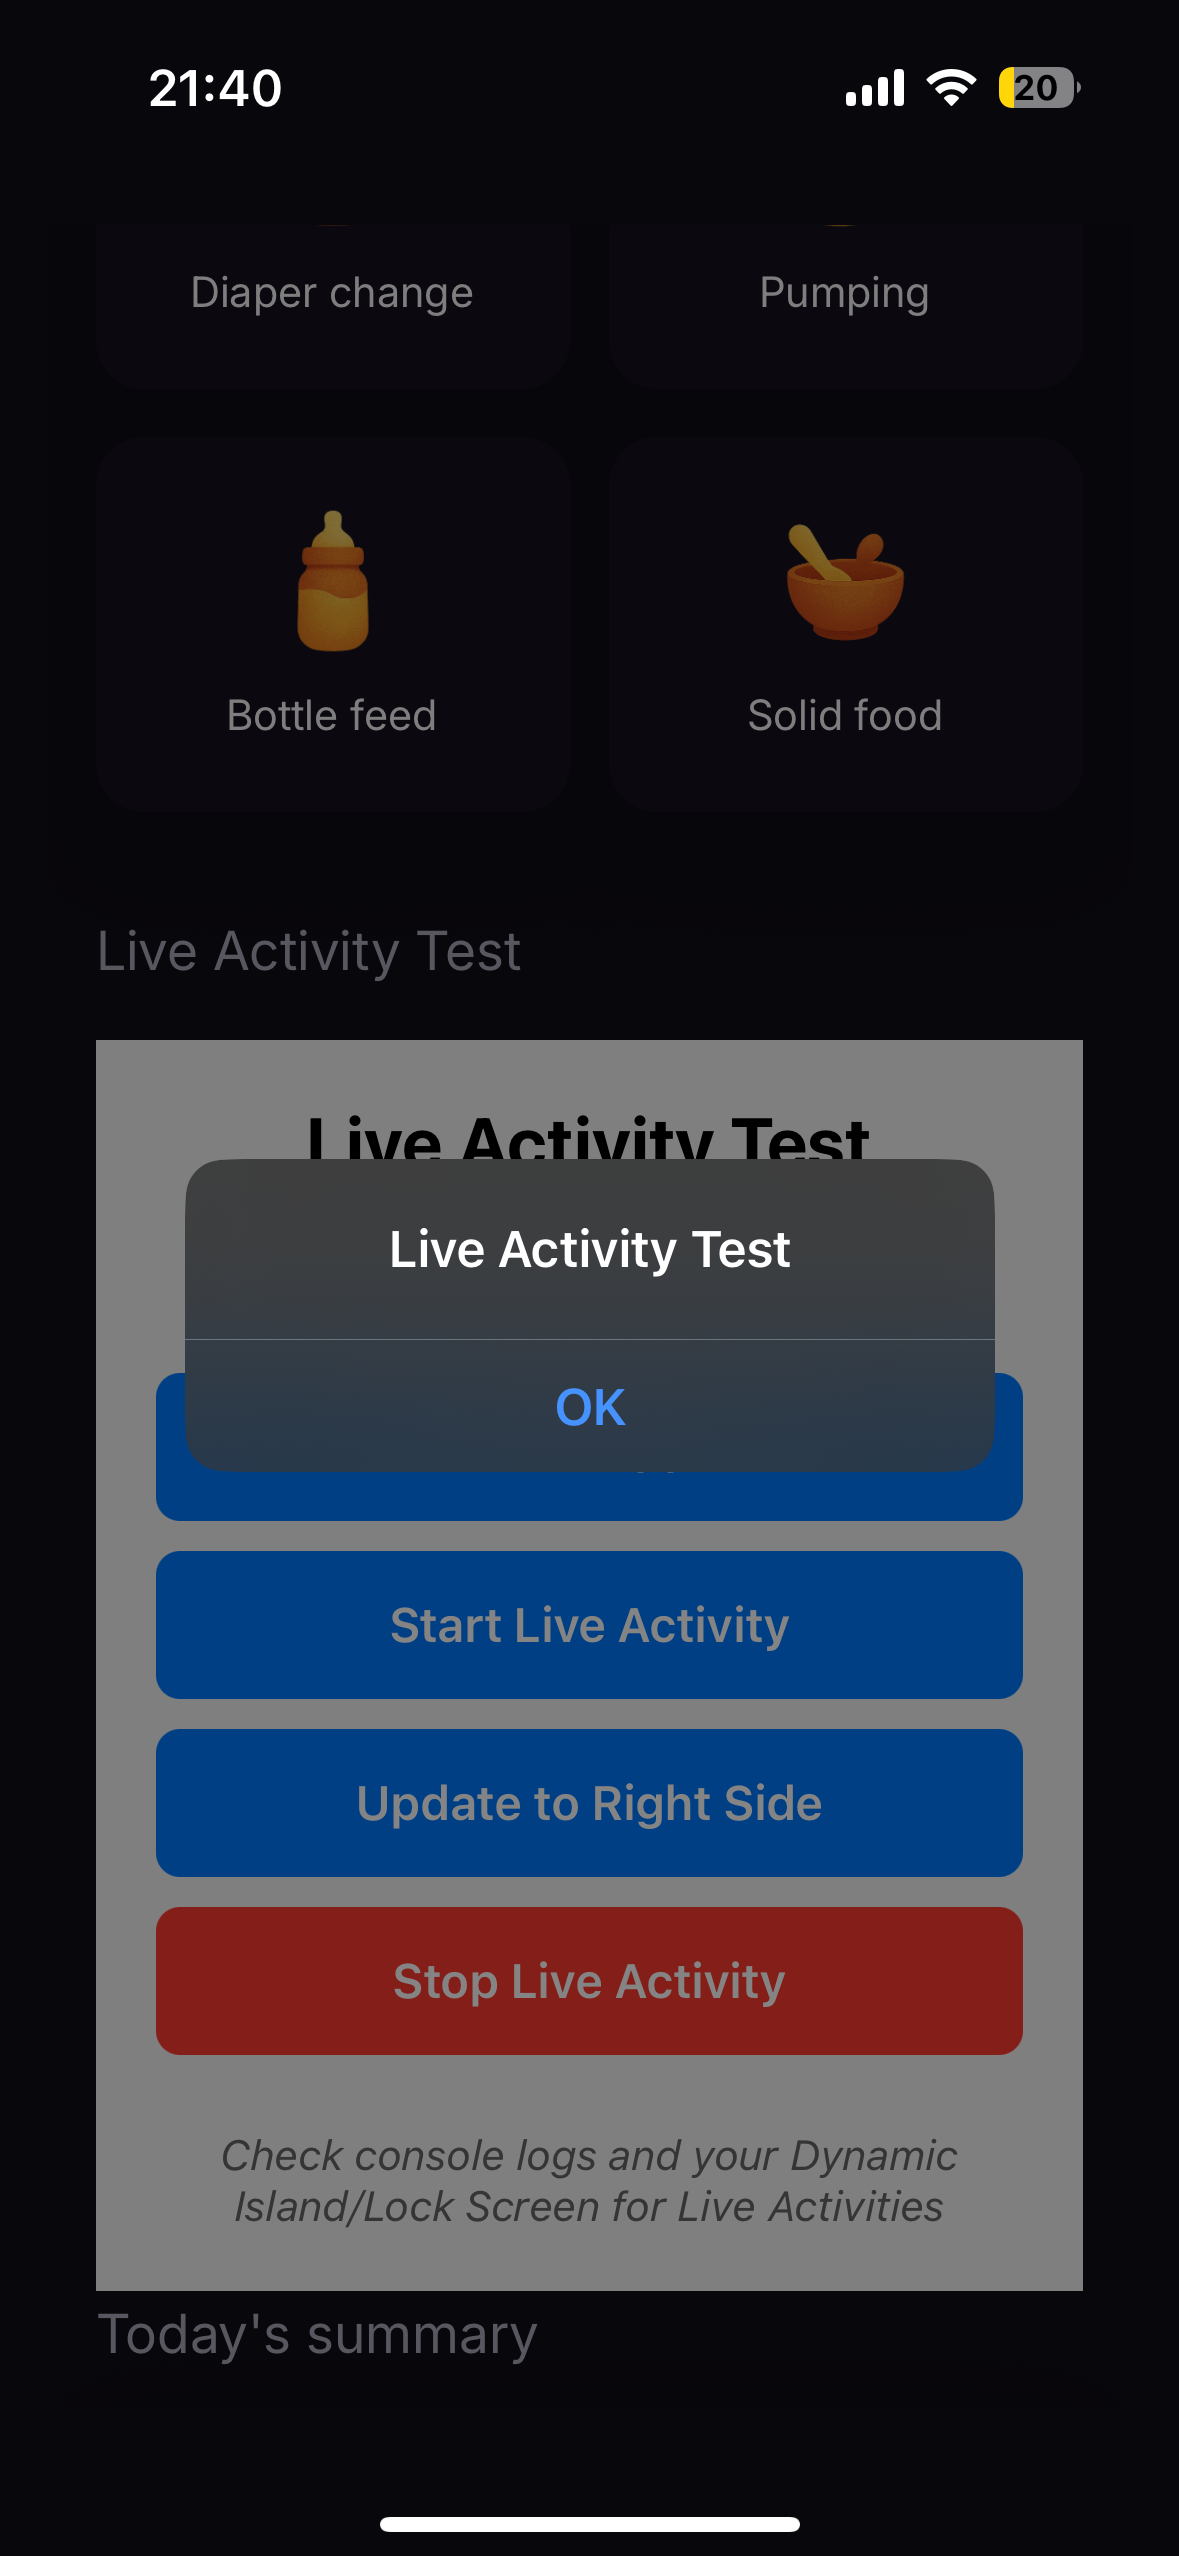 21:40
20
Diaper change
Pumping
Bottle feed
Solid food
Live Activity Test
Live Activity Test
Live Activity Test
OK
Start Live Activity
Update to Right Side
Stop Live Activity
Check console logs and your Dynamic
Island/Lock Screen for Live Activities
Today's summary